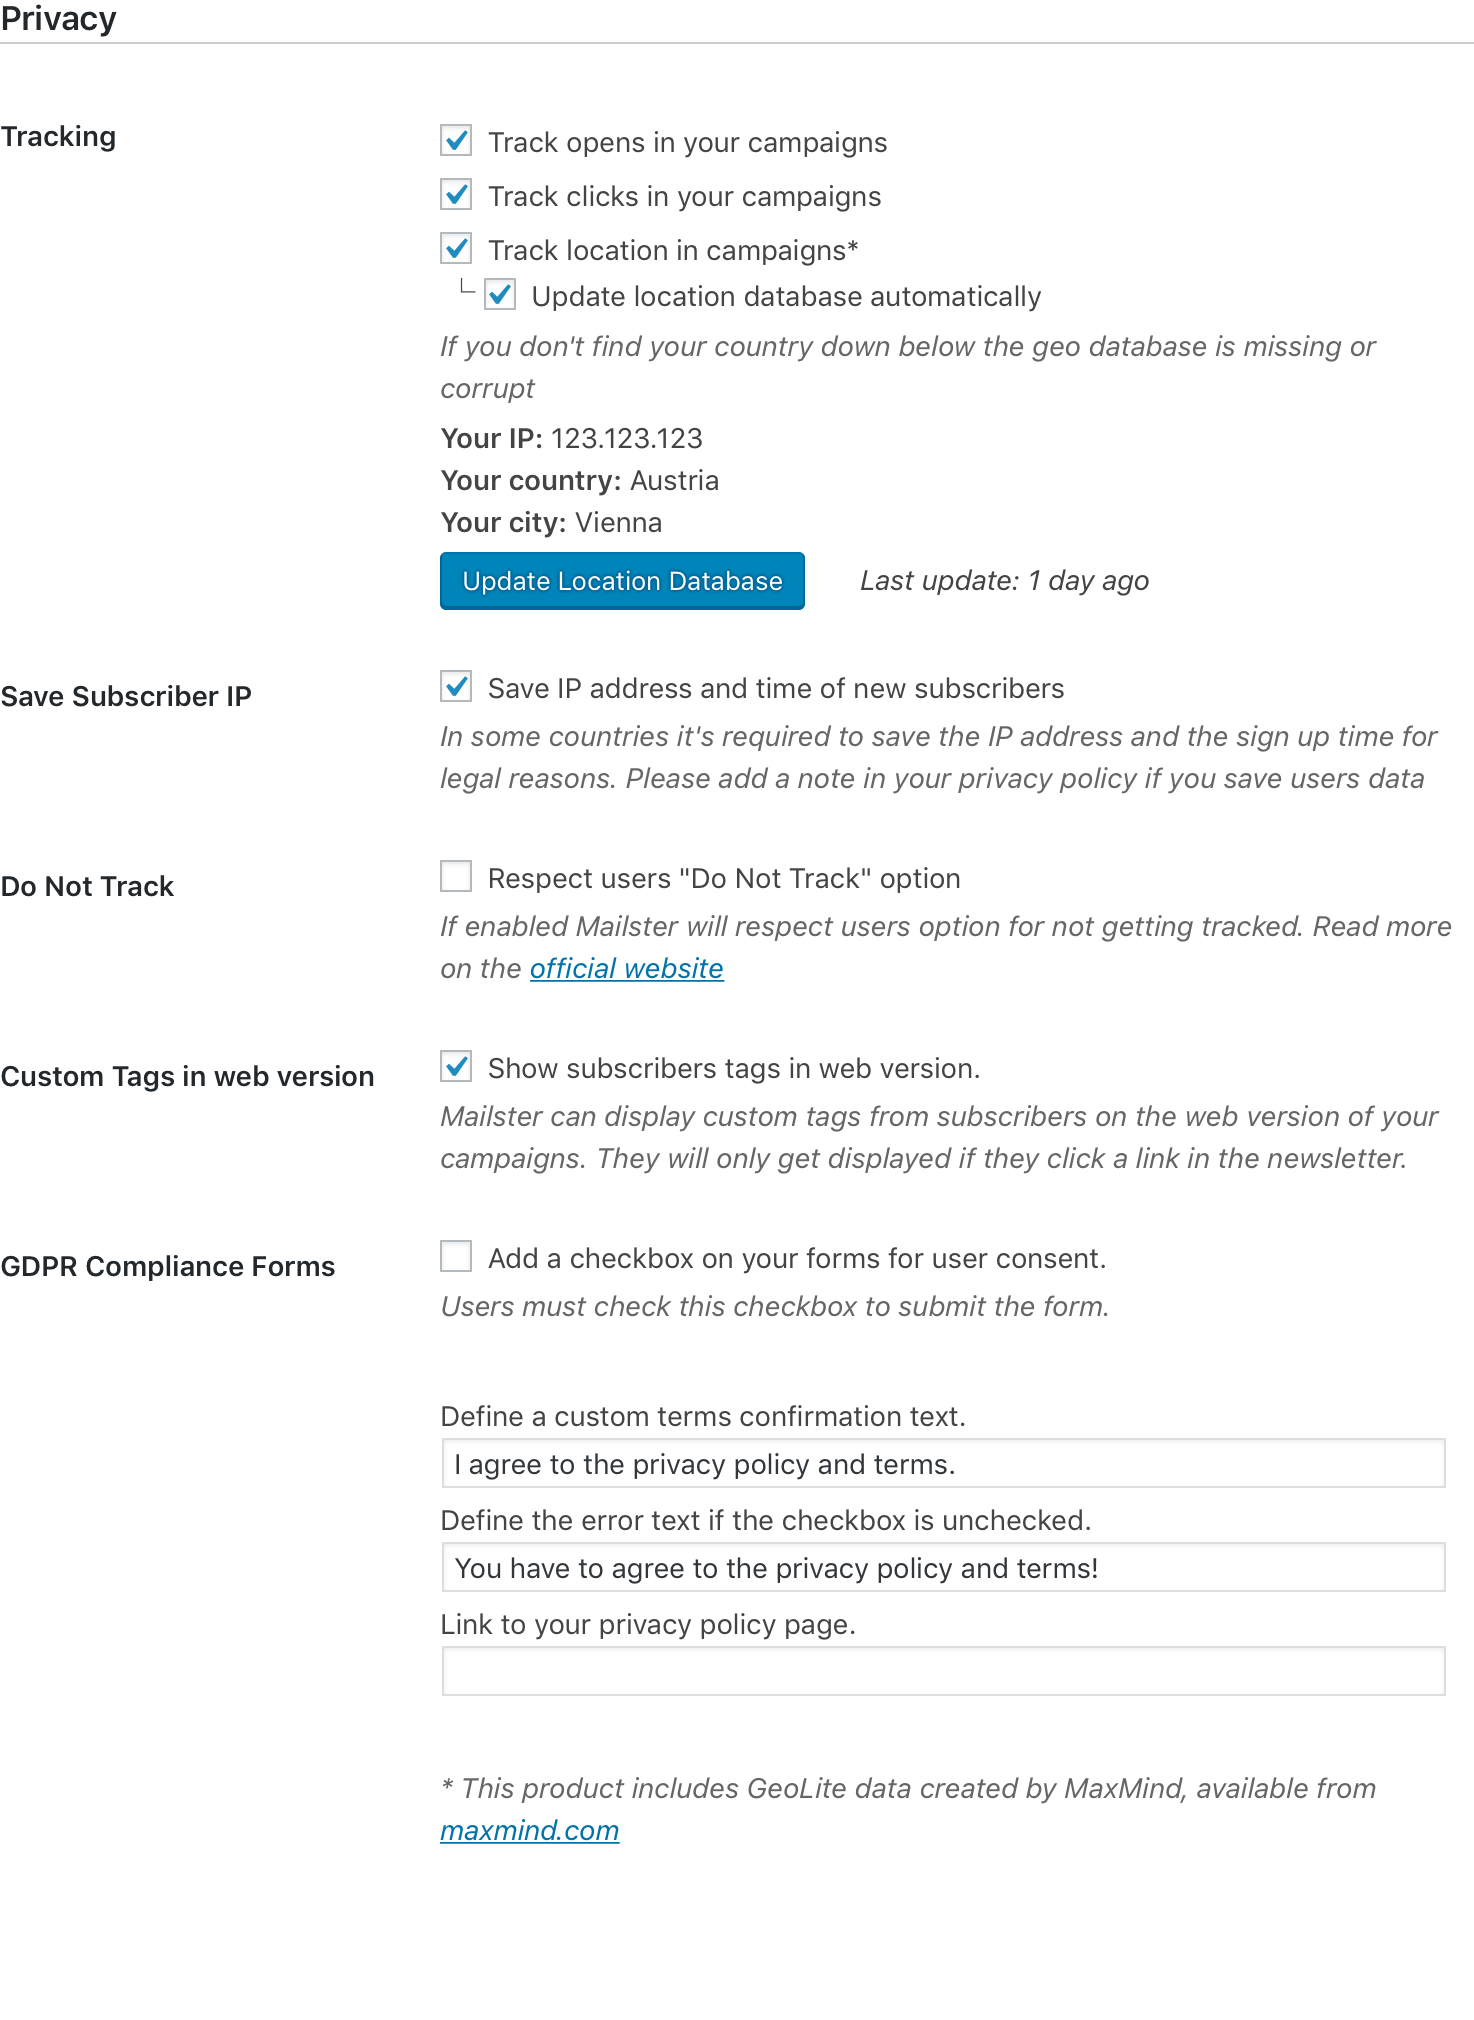 Privacy
Tracking
Track opens in your campaigns
Track clicks in your campaigns
Track location in campaigns*
Update location database automatically
If you don't find your country down below the geo database is missing or
corrupt
Your IP: 123.123.123
Your country: Austria
Your city: Vienna
Update Location Database
Last update: 1 day ago
Save Subscriber IP
Save IP address and time of new subscribers
In some countries it's required to save the IP address and the sign up time for
legal reasons. Please add a note in your privacy policy if you save users data
Do Not Track
Respect users "Do Not Track" option
If enabled Mailster will respect users option for not getting tracked. Read more
on the official website
Custom Tags in web version
Show subscribers tags in web version.
Mailster can display custom tags from subscribers on the web version of your
campaigns. They will only get displayed if they click a link in the newsletter.
GDPR Compliance Forms
Add a checkbox on your forms for user consent.
Users must check this checkbox to submit the form.
Define a custom terms confirmation text.
I agree to the privacy policy and terms.
Define the error text if the checkbox is unchecked.
You have to agree to the privacy policy and terms!
Link to your privacy policy page.
* This product includes GeoLite data created by MaxMind, available from
maxmind.com